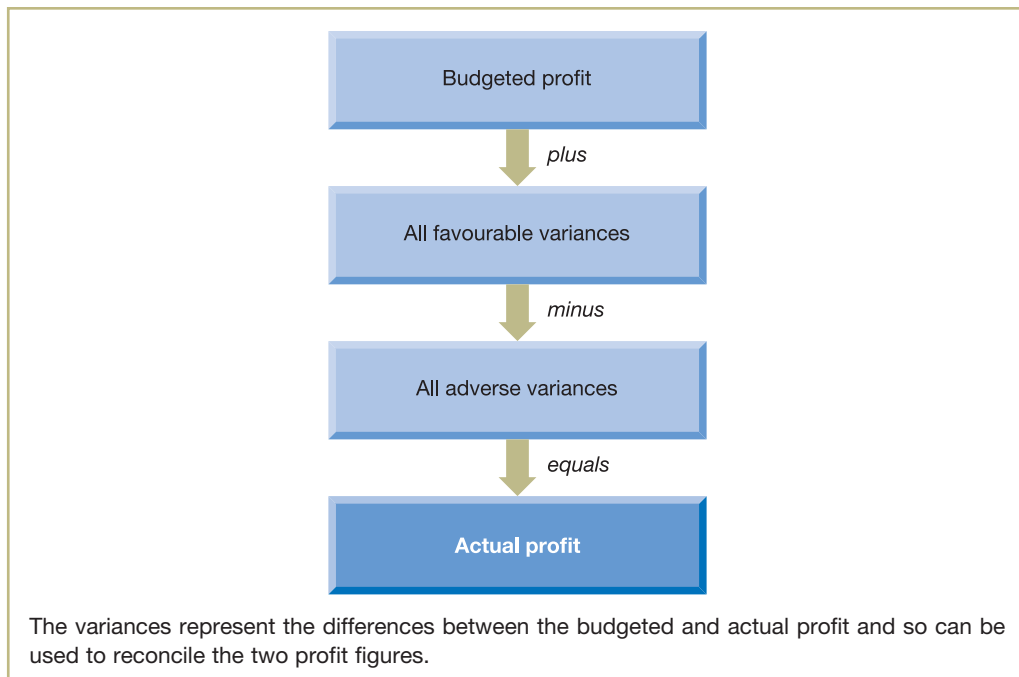 Budgeted profit
plus
All favourable variances
minus
All adverse variances
equals
Actual profit
The variances represent the differences between the budgeted and actual profit and so can be
used to reconcile the two profit figures.